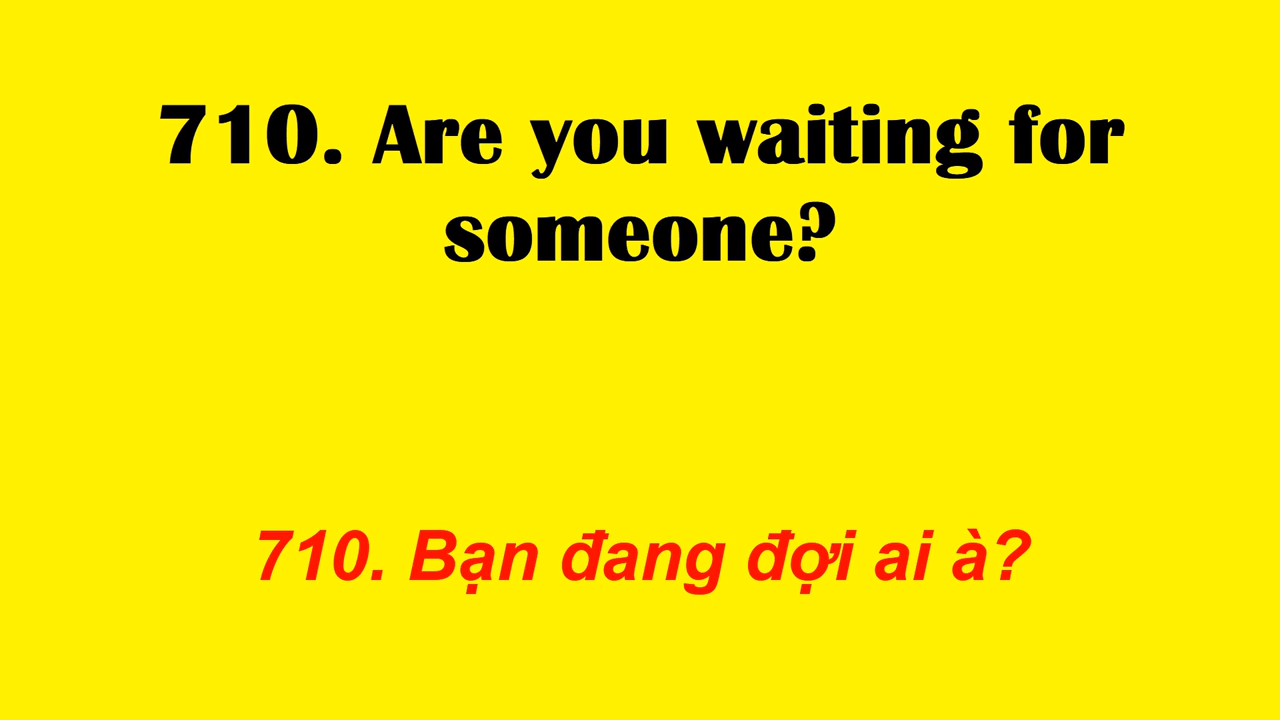 710. Are you waiting for
someone?
710. Bạn đang đợi ai à?